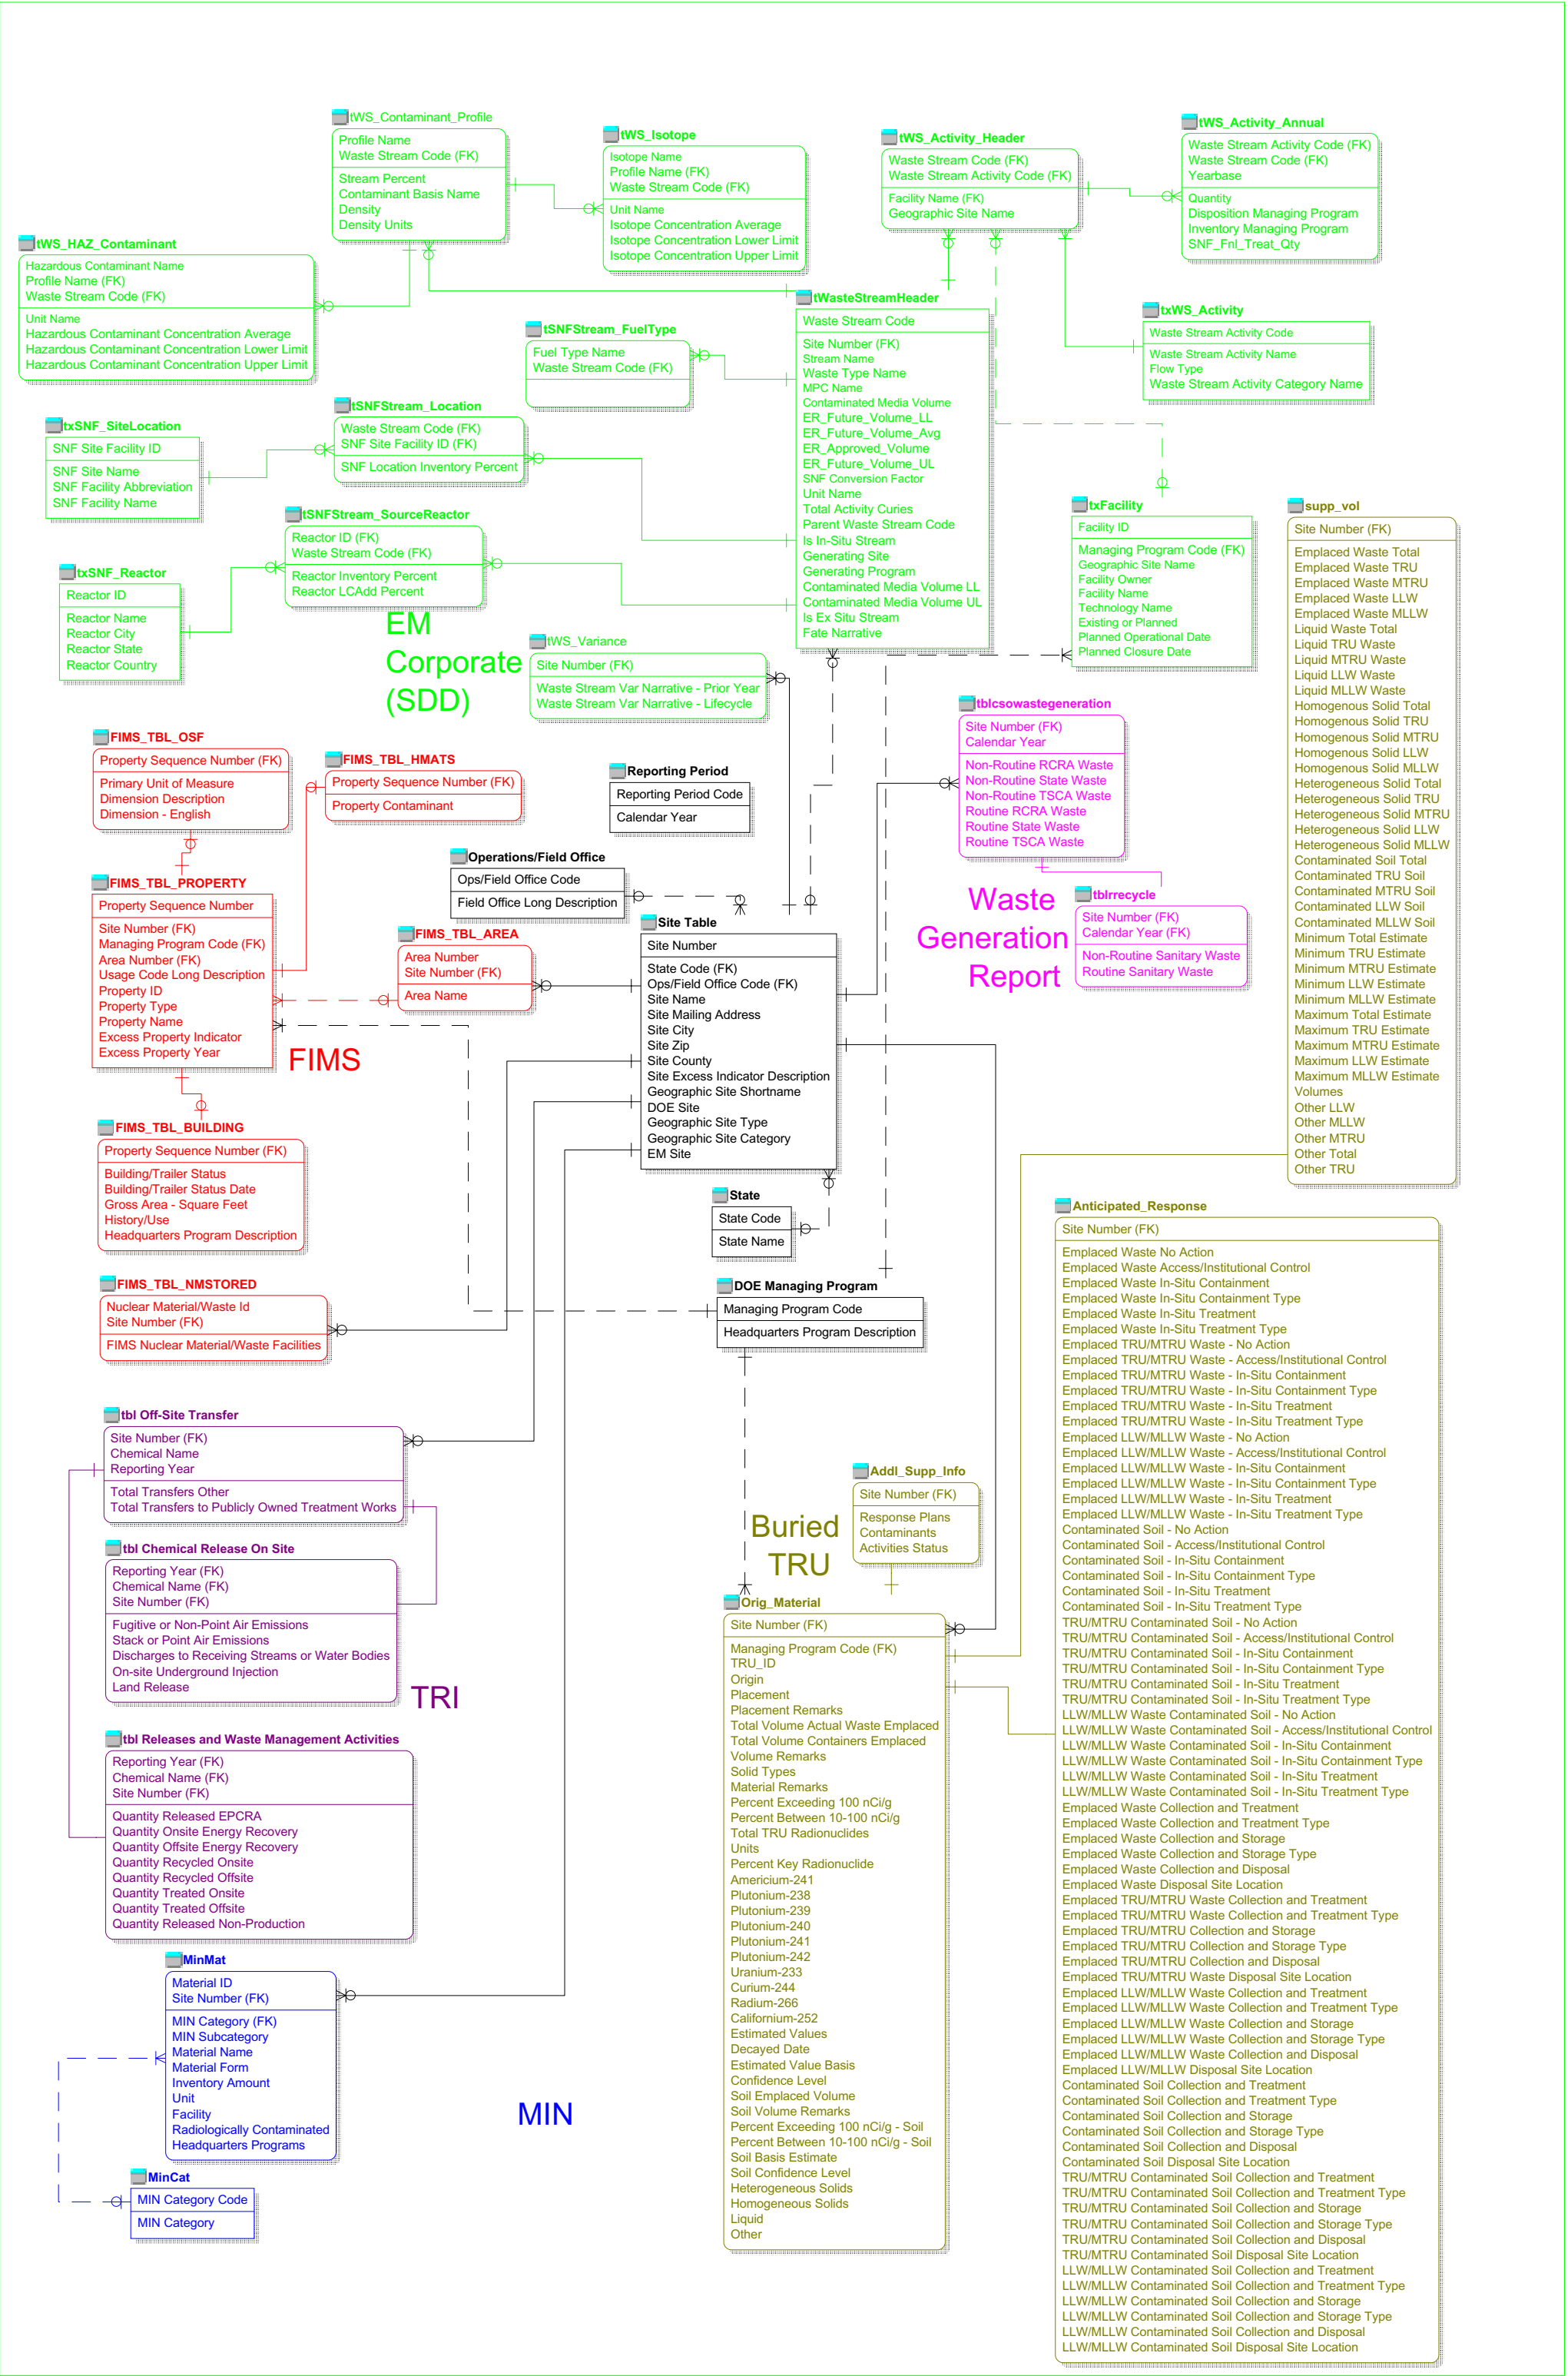 tWS_Contaminant_Profile
Profile Name
Waste Stream Code (FK)
Stream Percent
Contaminant Basis Name
Density
Density Units
tWS_Isotope
Isotope Name
Profile Name (FK)
Waste Stream Code (FK)
Unit Name
Isotope Concentration Average
Isotope Concentration Lower Limit
Isotope Concentration Upper Limit
tWS_Activity_Header
Waste Stream Code (FK)
Waste Stream Activity Code (FK)
Facility Name (FK)
Geographic Site Name
tWS_Activity_Annual
Waste Stream Activity Code (FK)
Waste Stream Code (FK)
Yearbase
Quantity
Disposition Managing Program
Inventory Managing Program
SNF_Fnl_Treat_Qty
tWS_HAZ_Contaminant
Hazardous Contaminant Name
Profile Name (FK)
Waste Stream Code (FK)
Unit Name
Hazardous Contaminant Concentration Average
Hazardous Contaminant Concentration Lower Limit
Hazardous Contaminant Concentration Upper Limit
tSNFStream_FuelType
Fuel Type Name
Waste Stream Code (FK)
tWasteStreamHeader
Waste Stream Code
Site Number (FK)
Stream Name
Waste Type Name
MPC Name
Contaminated Media Volume
ER_Future_Volume_LL
ER_Future_Volume_Avg
ER_Approved_Volume
ER_Future_Volume_UL
SNF Conversion Factor
Unit Name
Total Activity Curies
Parent Waste Stream Code
Is In-Situ Stream
Generating Site
Generating Program
Contaminated Media Volume LL
Contaminated Media Volume UL
Is Ex Situ Stream
Fate Narrative
txWS_Activity
Waste Stream Activity Code
Waste Stream Activity Name
Flow Type
Waste Stream Activity Category Name
txSNF_SiteLocation
SNF Site Facility ID
SNF Site Name
SNF Facility Abbreviation
SNF Facility Name
tSNFStream_Location
Waste Stream Code (FK)
SNF Site Facility ID (FK)
SNF Location Inventory Percent
tSNFStream_SourceReactor
Reactor ID (FK)
Waste Stream Code (FK)
Reactor Inventory Percent
Reactor LCAdd Percent
txSNF_Reactor
Reactor ID
Reactor Name
Reactor City
Reactor State
Reactor Country
EM
Corporate
(SDD)
tWS_Variance
Site Number (FK)
Waste Stream Var Narrative - Prior Year
Waste Stream Var Narrative - Lifecycle
txFacility
Facility ID
Managing Program Code (FK)
Geographic Site Name
Facility Owner
Facility Name
Technology Name
Existing or Planned
Planned Operational Date
Planned Closure Date
supp_vol
Site Number (FK)
Emplaced Waste Total
Emplaced Waste TRU
Emplaced Waste MTRU
Emplaced Waste LLW
Emplaced Waste MLLW
Liquid Waste Total
Liquid TRU Waste
Liquid MTRU Waste
Liquid LLW Waste
Liquid MLLW Waste
Homogenous Solid Total
Homogenous Solid TRU
Homogenous Solid MTRU
Homogenous Solid LLW
Homogenous Solid MLLW
Heterogeneous Solid Total
Heterogeneous Solid TRU
Heterogeneous Solid MTRU
Heterogeneous Solid LLW
Heterogeneous Solid MLLW
Contaminated Soil Total
Contaminated TRU Soil
Contaminated MTRU Soil
Contaminated LLW Soil
Contaminated MLLW Soil
Minimum Total Estimate
Minimum TRU Estimate
Minimum MTRU Estimate
Minimum LLW Estimate
Minimum MLLW Estimate
Maximum Total Estimate
Maximum TRU Estimate
Maximum MTRU Estimate
Maximum LLW Estimate
Maximum MLLW Estimate
Volumes
Other LLW
Other MLLW
Other MTRU
Other Total
Other TRU
tblcsowastegeneration
Site Number (FK)
Calendar Year
Non-Routine RCRA Waste
Non-Routine State Waste
Non-Routine TSCA Waste
Routine RCRA Waste
Routine State Waste
Routine TSCA Waste
Waste
Generation
Report
tblrrecycle
Site Number (FK)
Calendar Year (FK)
Non-Routine Sanitary Waste
Routine Sanitary Waste
FIMS_TBL_OSF
Property Sequence Number (FK)
Primary Unit of Measure
Dimension Description
Dimension - English
FIMS_TBL_HMATS
Property Sequence Number (FK)
Property Contaminant
Reporting Period
Reporting Period Code
Calendar Year
Operations/Field Office
Ops/Field Office Code
Field Office Long Description
FIMS_TBL_PROPERTY
Property Sequence Number
Site Number (FK)
Managing Program Code (FK)
Area Number (FK)
Usage Code Long Description
Property ID
Property Type
Property Name
Excess Property Indicator
Excess Property Year
FIMS_TBL_AREA
Area Number
Site Number (FK)
Area Name
FIMS
Site Table
Site Number
State Code (FK)
Ops/Field Office Code (FK)
Site Name
Site Mailing Address
Site City
Site Zip
Site County
Site Excess Indicator Description
Geographic Site Shortname
DOE Site
Geographic Site Type
Geographic Site Category
EM Site
FIMS_TBL_BUILDING
Property Sequence Number (FK)
Building/Trailer Status
Building/Trailer Status Date
Gross Area - Square Feet
History/Use
Headquarters Program Description
State
State Code
State Name
FIMS_TBL_NMSTORED
Nuclear Material/Waste Id
Site Number (FK)
FIMS Nuclear Material/Waste Facilities
DOE Managing Program
Managing Program Code
Headquarters Program Description
tbl Off-Site Transfer
Site Number (FK)
Chemical Name
Reporting Year
Total Transfers Other
Total Transfers to Publicly Owned Treatment Works
tbl Chemical Release On Site
Reporting Year (FK)
Chemical Name (FK)
Site Number (FK)
Fugitive or Non-Point Air Emissions
Stack or Point Air Emissions
Discharges to Receiving Streams or Water Bodies
On-site Underground Injection
Land Release
TRI
tbl Releases and Waste Management Activities
Reporting Year (FK)
Chemical Name (FK)
Site Number (FK)
Quantity Released EPCRA
Quantity Onsite Energy Recovery
Quantity Offsite Energy Recovery
Quantity Recycled Onsite
Quantity Recycled Offsite
Quantity Treated Onsite
Quantity Treated Offsite
Quantity Released Non-Production
MinMat
Material ID
Site Number (FK)
MIN Category (FK)
MIN Subcategory
Material Name
Material Form
Inventory Amount
Unit
Facility
Radiologically Contaminated
Headquarters Programs
MIN
MinCat
MIN Category Code
MIN Category
Addl_Supp_Info
Site Number (FK)
Response Plans
Contaminants
Activities Status
Buried
TRU
Orig_Material
Site Number (FK)
Managing Program Code (FK)
TRU_ID
Origin
Placement
Placement Remarks
Total Volume Actual Waste Emplaced
Total Volume Containers Emplaced
Volume Remarks
Solid Types
Material Remarks
Percent Exceeding 100 nCi/g
Percent Between 10-100 nCi/g
Total TRU Radionuclides
Units
Percent Key Radionuclide
Americium-241
Plutonium-238
Plutonium-239
Plutonium-240
Plutonium-241
Plutonium-242
Uranium-233
Curium-244
Radium-266
Californium-252
Estimated Values
Decayed Date
Estimated Value Basis
Confidence Level
Soil Emplaced Volume
Soil Volume Remarks
Percent Exceeding 100 nCi/g - Soil
Percent Between 10-100 nCi/g - Soil
Soil Basis Estimate
Soil Confidence Level
Heterogeneous Solids
Homogeneous Solids
Liquid
Other
Anticipated_Response
Site Number (FK)
Emplaced Waste No Action
Emplaced Waste Access/Institutional Control
Emplaced Waste In-Situ Containment
Emplaced Waste In-Situ Containment Type
Emplaced Waste In-Situ Treatment
Emplaced Waste In-Situ Treatment Type
Emplaced TRU/MTRU Waste - No Action
Emplaced TRU/MTRU Waste - Access/Institutional Control
Emplaced TRU/MTRU Waste - In-Situ Containment
Emplaced TRU/MTRU Waste - In-Situ Containment Type
Emplaced TRU/MTRU Waste - In-Situ Treatment
Emplaced TRU/MTRU Waste - In-Situ Treatment Type
Emplaced LLW/MLLW Waste - No Action
Emplaced LLW/MLLW Waste - Access/Institutional Control
Emplaced LLW/MLLW Waste - In-Situ Containment
Emplaced LLW/MLLW Waste - In-Situ Containment Type
Emplaced LLW/MLLW Waste - In-Situ Treatment
Emplaced LLW/MLLW Waste - In-Situ Treatment Type
Contaminated Soil - No Action
Contaminated Soil - Access/Institutional Control
Contaminated Soil - In-Situ Containment
Contaminated Soil - In-Situ Containment Type
Contaminated Soil - In-Situ Treatment
Contaminated Soil - In-Situ Treatment Type
TRU/MTRU Contaminated Soil - No Action
TRU/MTRU Contaminated Soil - Access/Institutional Control
TRU/MTRU Contaminated Soil - In-Situ Containment
TRU/MTRU Contaminated Soil - In-Situ Containment Type
TRU/MTRU Contaminated Soil - In-Situ Treatment
TRU/MTRU Contaminated Soil - In-Situ Treatment Type
LLW/MLLW Waste Contaminated Soil - No Action
LLW/MLLW Waste Contaminated Soil - Access/Institutional Control
LLW/MLLW Waste Contaminated Soil - In-Situ Containment
LLW/MLLW Waste Contaminated Soil - In-Situ Containment Type
LLW/MLLW Waste Contaminated Soil - In-Situ Treatment
LLW/MLLW Waste Contaminated Soil - In-Situ Treatment Type
Emplaced Waste Collection and Treatment
Emplaced Waste Collection and Treatment Type
Emplaced Waste Collection and Storage
Emplaced Waste Collection and Storage Type
Emplaced Waste Collection and Disposal
Emplaced Waste Disposal Site Location
Emplaced TRU/MTRU Waste Collection and Treatment
Emplaced TRU/MTRU Waste Collection and Treatment Type
Emplaced TRU/MTRU Collection and Storage
Emplaced TRU/MTRU Collection and Storage Type
Emplaced TRU/MTRU Collection and Disposal
Emplaced TRU/MTRU Waste Disposal Site Location
Emplaced LLW/MLLW Waste Collection and Treatment
Emplaced LLW/MLLW Waste Collection and Treatment Type
Emplaced LLW/MLLW Waste Collection and Storage
Emplaced LLW/MLLW Waste Collection and Storage Type
Emplaced LLW/MLLW Waste Collection and Disposal
Emplaced LLW/MLLW Disposal Site Location
Contaminated Soil Collection and Treatment
Contaminated Soil Collection and Treatment Type
Contaminated Soil Collection and Storage
Contaminated Soil Collection and Storage Type
Contaminated Soil Collection and Disposal
Contaminated Soil Disposal Site Location
TRU/MTRU Contaminated Soil Collection and Treatment
TRU/MTRU Contaminated Soil Collection and Treatment Type
TRU/MTRU Contaminated Soil Collection and Storage
TRU/MTRU Contaminated Soil Collection and Storage Type
TRU/MTRU Contaminated Soil Collection and Disposal
TRU/MTRU Contaminated Soil Disposal Site Location
LLW/MLLW Contaminated Soil Collection and Treatment
LLW/MLLW Contaminated Soil Collection and Treatment Type
LLW/MLLW Contaminated Soil Collection and Storage
LLW/MLLW Contaminated Soil Collection and Storage Type
LLW/MLLW Contaminated Soil Collection and Disposal
LLW/MLLW Contaminated Soil Disposal Site Location